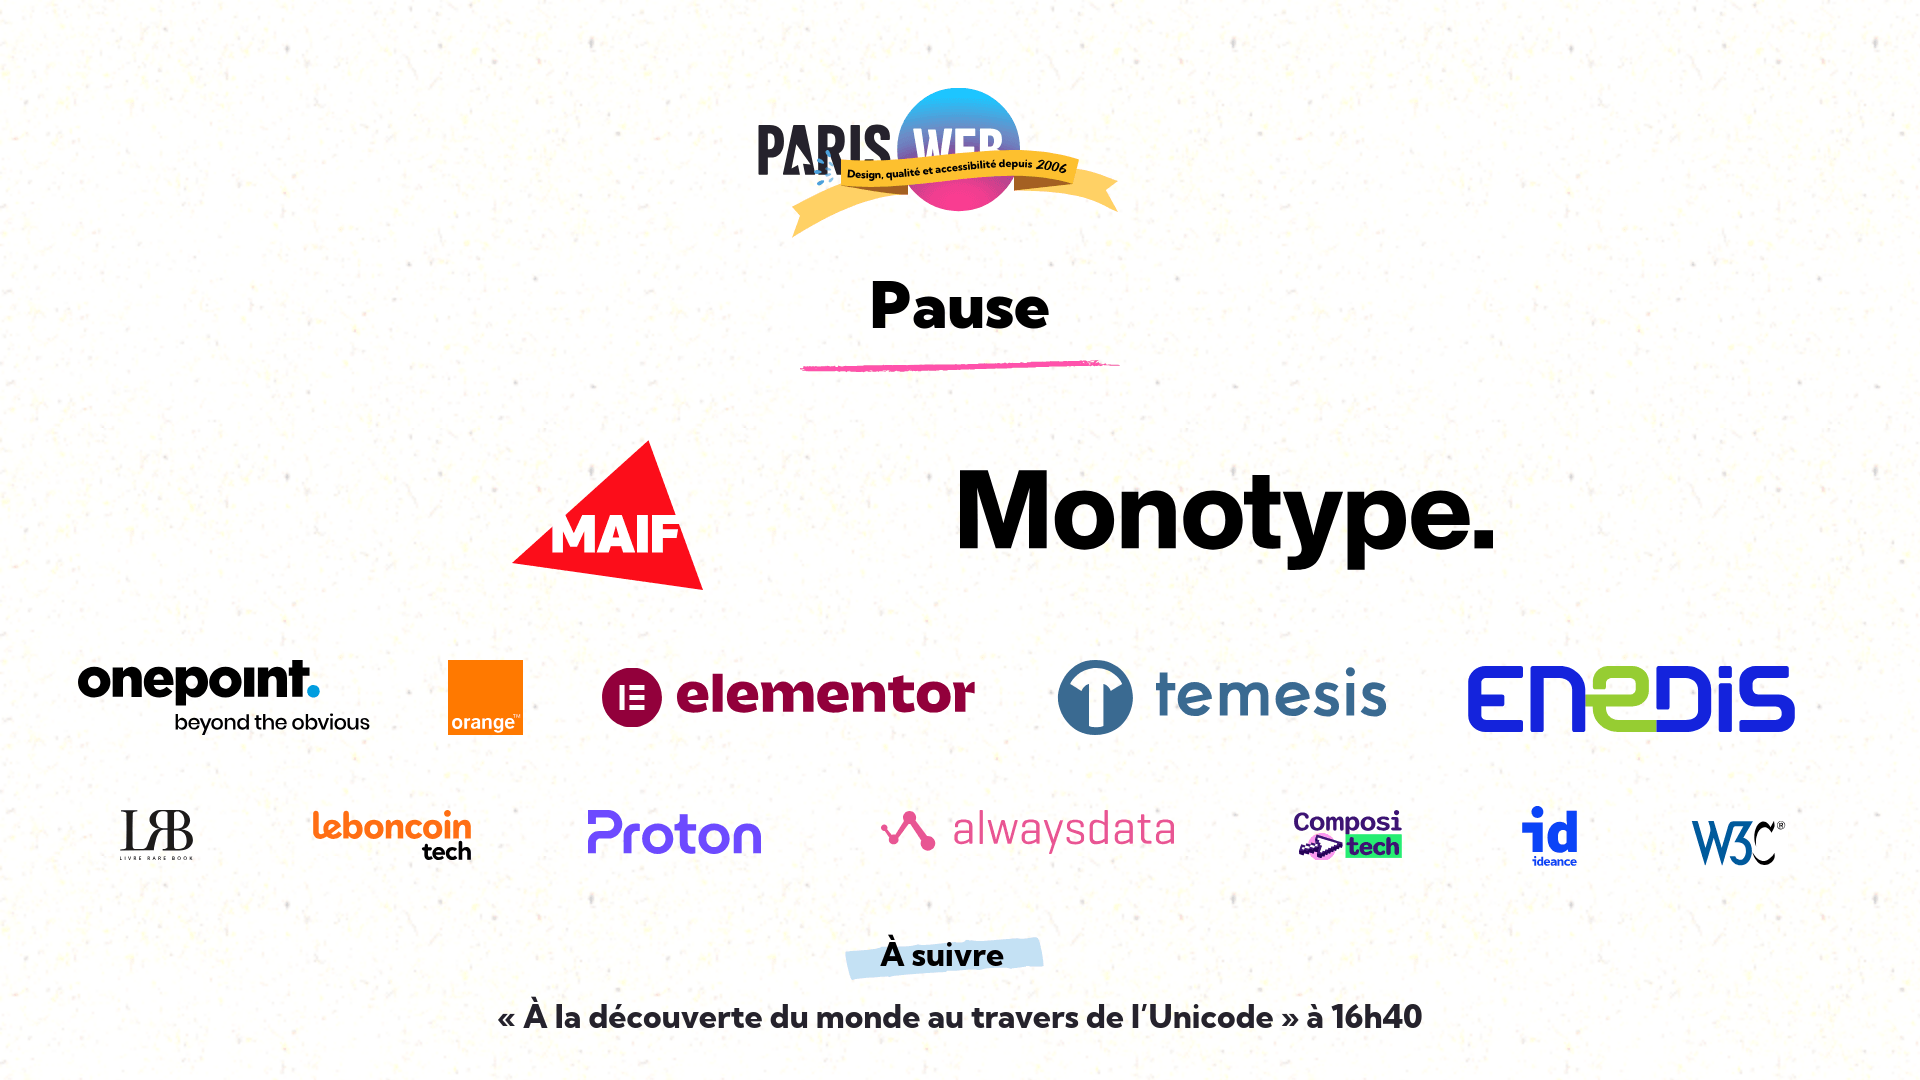 PARIS WEB
Design, qualité et accessibilité depuis 2006
Pause
MAIF
Monotype.
onepoint.
beyond the obvious
orange™
elementor
temesis
ENEDIS
LRB
LIVRE RARE BOOK
leboncoin
tech
Proton
alwaysdata
Composi
tech
id
ideance
W3C®
À suivre
« À la découverte du monde au travers de l’Unicode » à 16h40